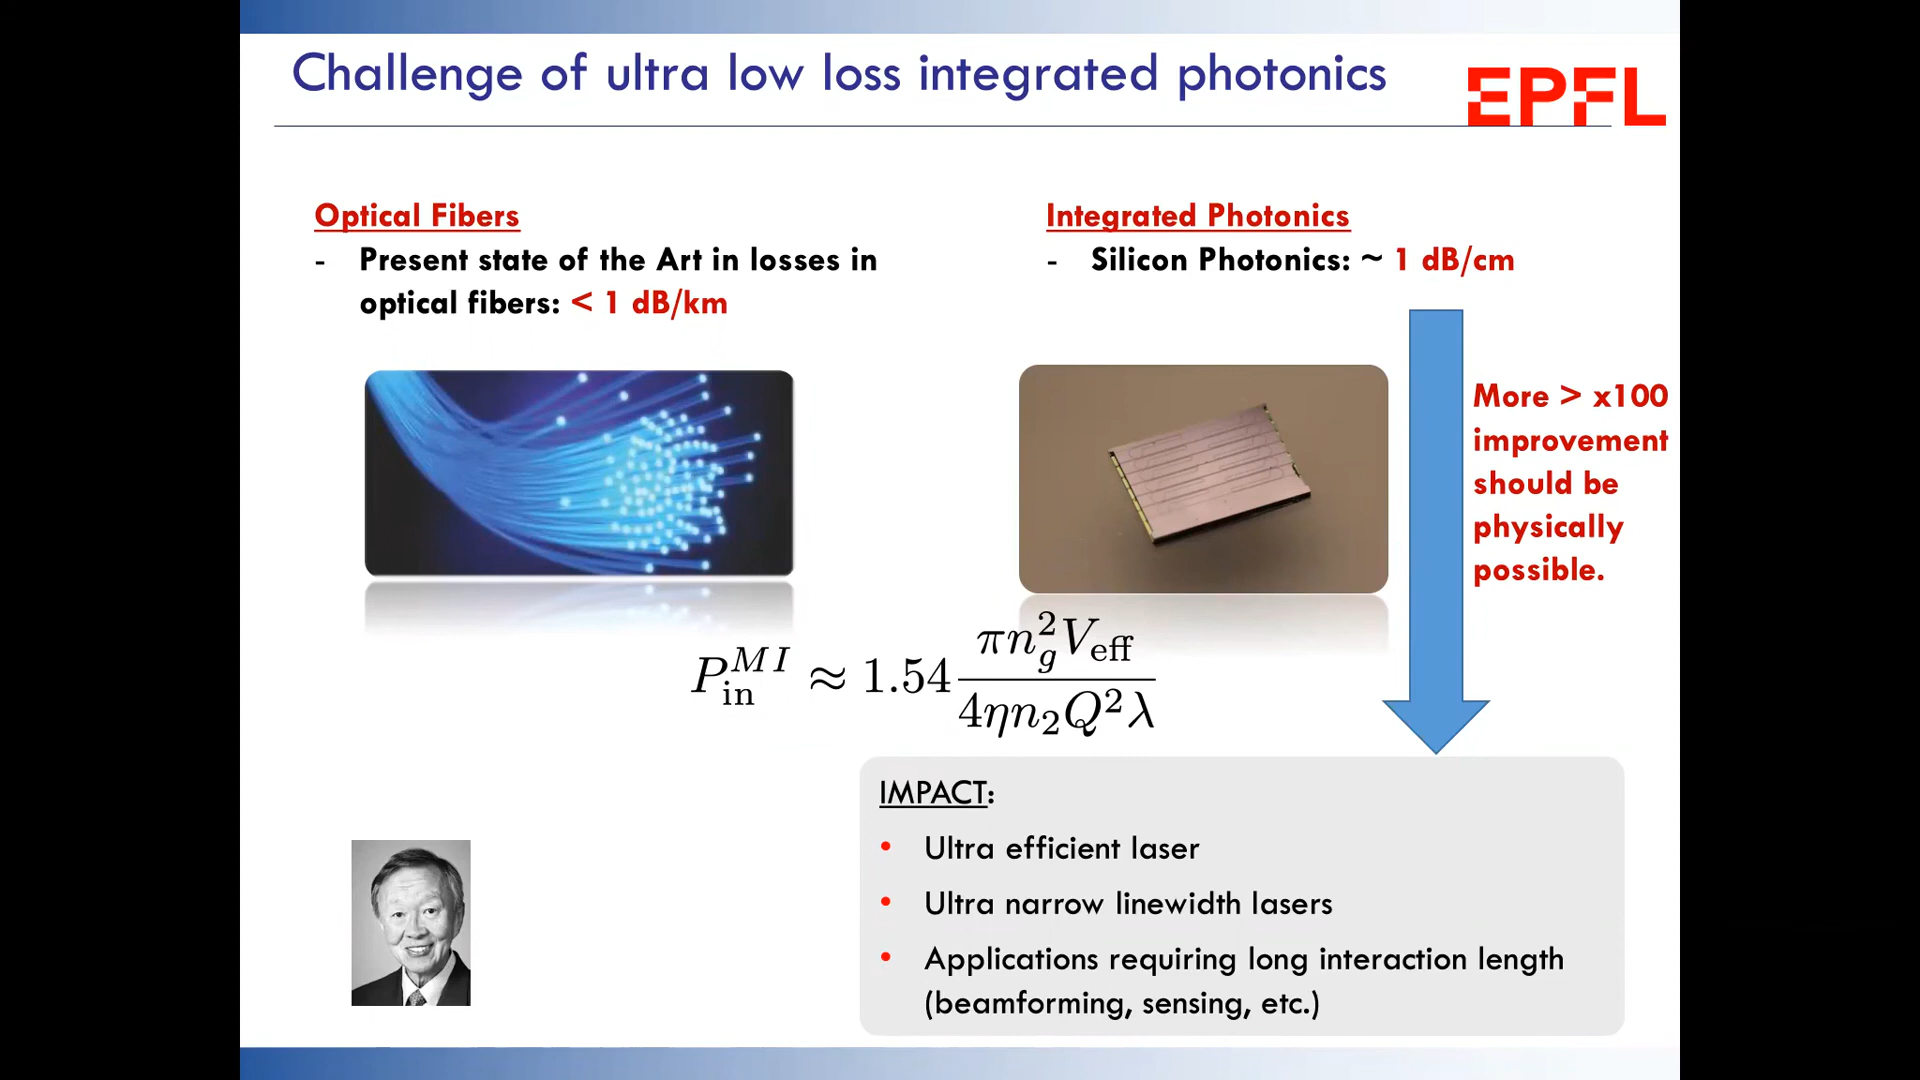 Challenge of ultra low loss integrated photonics
EPFL
Optical Fibers
- Present state of the Art in losses in
optical fibers: < 1 dB/km
Integrated Photonics
- Silicon Photonics: ~ 1 dB/cm
More > x100
improvement
should be
physically
possible.
$P_{\text{in}}^{MI} \approx 1.54 \frac{\pi n_g^2 V_{\text{eff}}}{4 \eta n_2 Q^2 \lambda}$
IMPACT:
• Ultra efficient laser
• Ultra narrow linewidth lasers
• Applications requiring long interaction length
(beamforming, sensing, etc.)